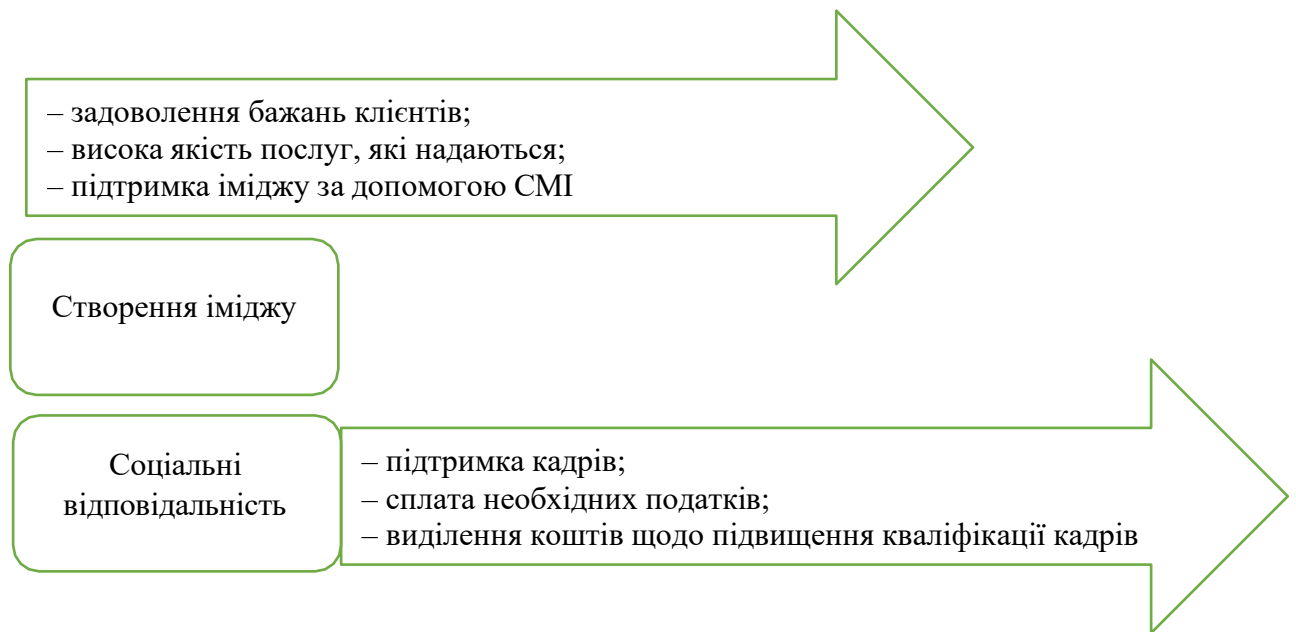 – задоволення бажань клієнтів;
– висока якість послуг, які надаються;
– підтримка іміджу за допомогою СМІ
Створення іміджу
Соціальні
відповідальність
– підтримка кадрів;
– сплата необхідних податків;
– виділення коштів щодо підвищення кваліфікації кадрів